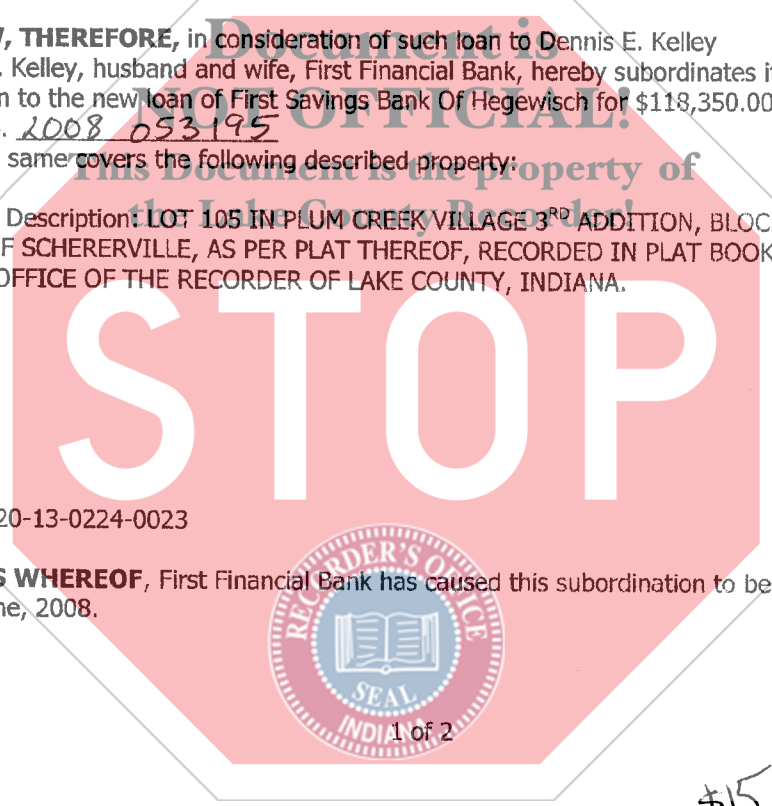 Document is
, THEREFORE, in consideration of such loan to Dennis E. Kelley
. Kelley, husband and wife, First Financial Bank, hereby subordinates
n to the new loan of First Savings Bank Of Hegewisch for $118,350.00
NOT OFFICIAL!
. 2008 053195
same covers the following described property:
This Document is the property of
the Lake County Recorder!
Description: LOT 105 IN PLUM CREEK VILLAGE 3RD ADDITION, BLOC
F SCHERERVILLE, AS PER PLAT THEREOF, RECORDED IN PLAT BOOK
OFFICE OF THE RECORDER OF LAKE COUNTY, INDIANA.
STOP
20-13-0224-0023
S WHEREOF, First Financial Bank has caused this subordination to be
ne, 2008.
RECORDER'S OFFICE
SEAL
INDIANA
1 of 2
$15